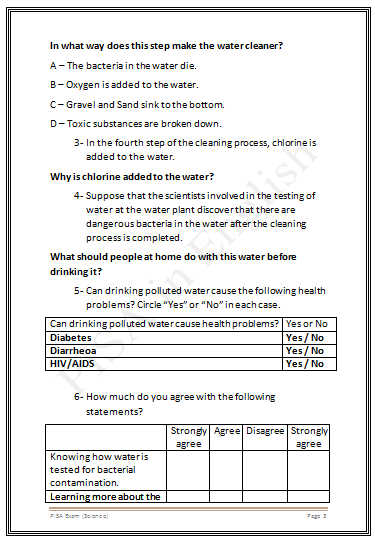 In what way does this step make the water cleaner?
A – The bacteria in the water die.
B – Oxygen is added to the water.
C – Gravel and Sand sink to the bottom.
D – Toxic substances are broken down.
3- In the fourth step of the cleaning process, chlorine is
added to the water.
Why is chlorine added to the water?
4- Suppose that the scientists involved in the testing of
water at the water plant discover that there are
dangerous bacteria in the water after the cleaning
process is completed.
What should people at home do with this water before
drinking it?
5- Can drinking polluted water cause the following health
problems? Circle “Yes” or “No” in each case.
Can drinking polluted water cause health problems? Yes or No
Diabetes Yes / No
Diarrheoa Yes / No
HIV/AIDS Yes / No
6- How much do you agree with the following
statements?
Strongly agree Agree Disagree Strongly agree
Knowing how water is
tested for bacterial
contamination.
Learning more about the
PISA Exam (Science) Page 3
PISA in English